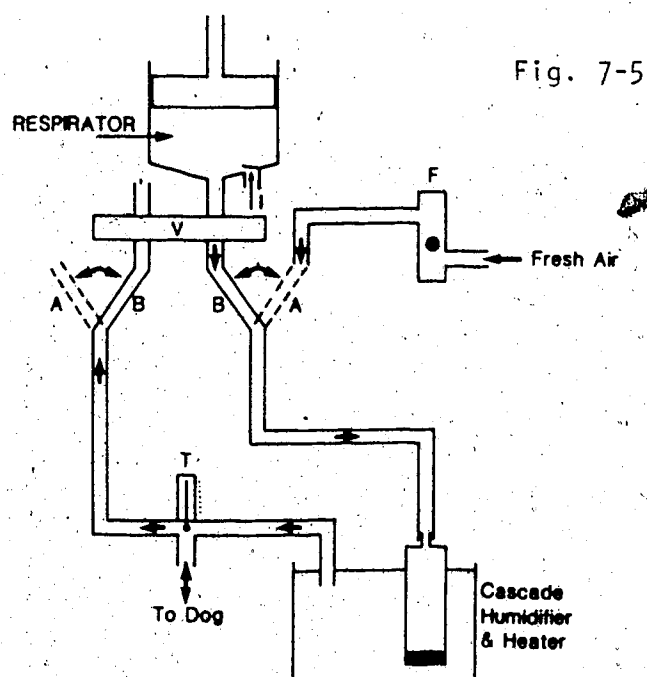 Fig. 7-5
RESPIRATOR
F
V
Fresh Air
A
B
B
A
T
To Dog
Cascade
Humidifier
& Heater